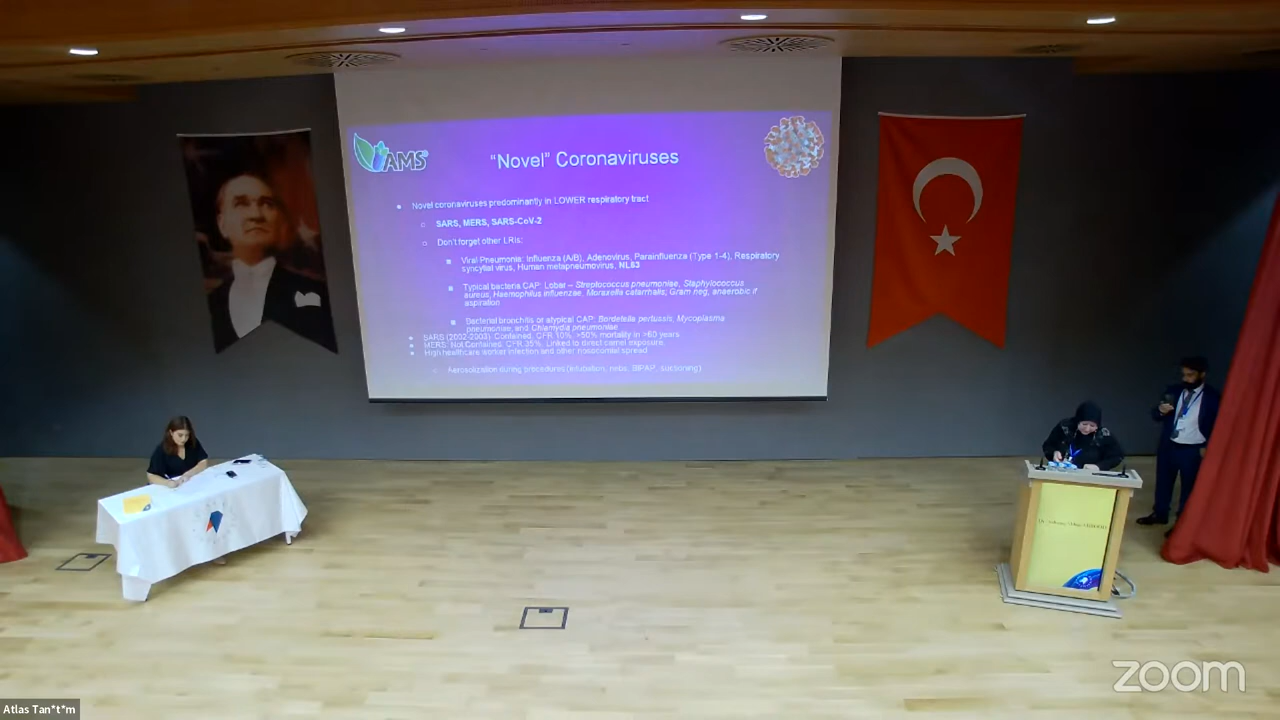 AMS
“Novel” Coronaviruses
Novel coronaviruses predominantly in LOWER respiratory tract
SARS, MERS, SARS-CoV-2
Don't forget other LRIs:
Viral Pneumonia: Influenza (A/B), Adenovirus, Parainfluenza (Type 1-4), Respiratory
syncytial virus, Human metapneumovirus, NL63
Typical bacteria CAP: Lobar – Streptococcus pneumoniae, Staphylococcus
aureus, Haemophilus influenzae, Moraxella catarrhalis; Gram neg, anaerobic if
aspiration
Bacterial bronchitis or atypical CAP: Bordetella pertussis, Mycoplasma
pneumoniae, and Chlamydia pneumoniae
SARS (2002-2003): Contained, CFR 10%, >50% mortality in >60 years
MERS: Not Contained: CFR 35%. Linked to direct camel exposure.
High healthcare worker infection and other nosocomial spread
Aerosolization during procedures (intubation, nebs, BIPAP, suctioning)
zoom
Atlas Tan*t*m